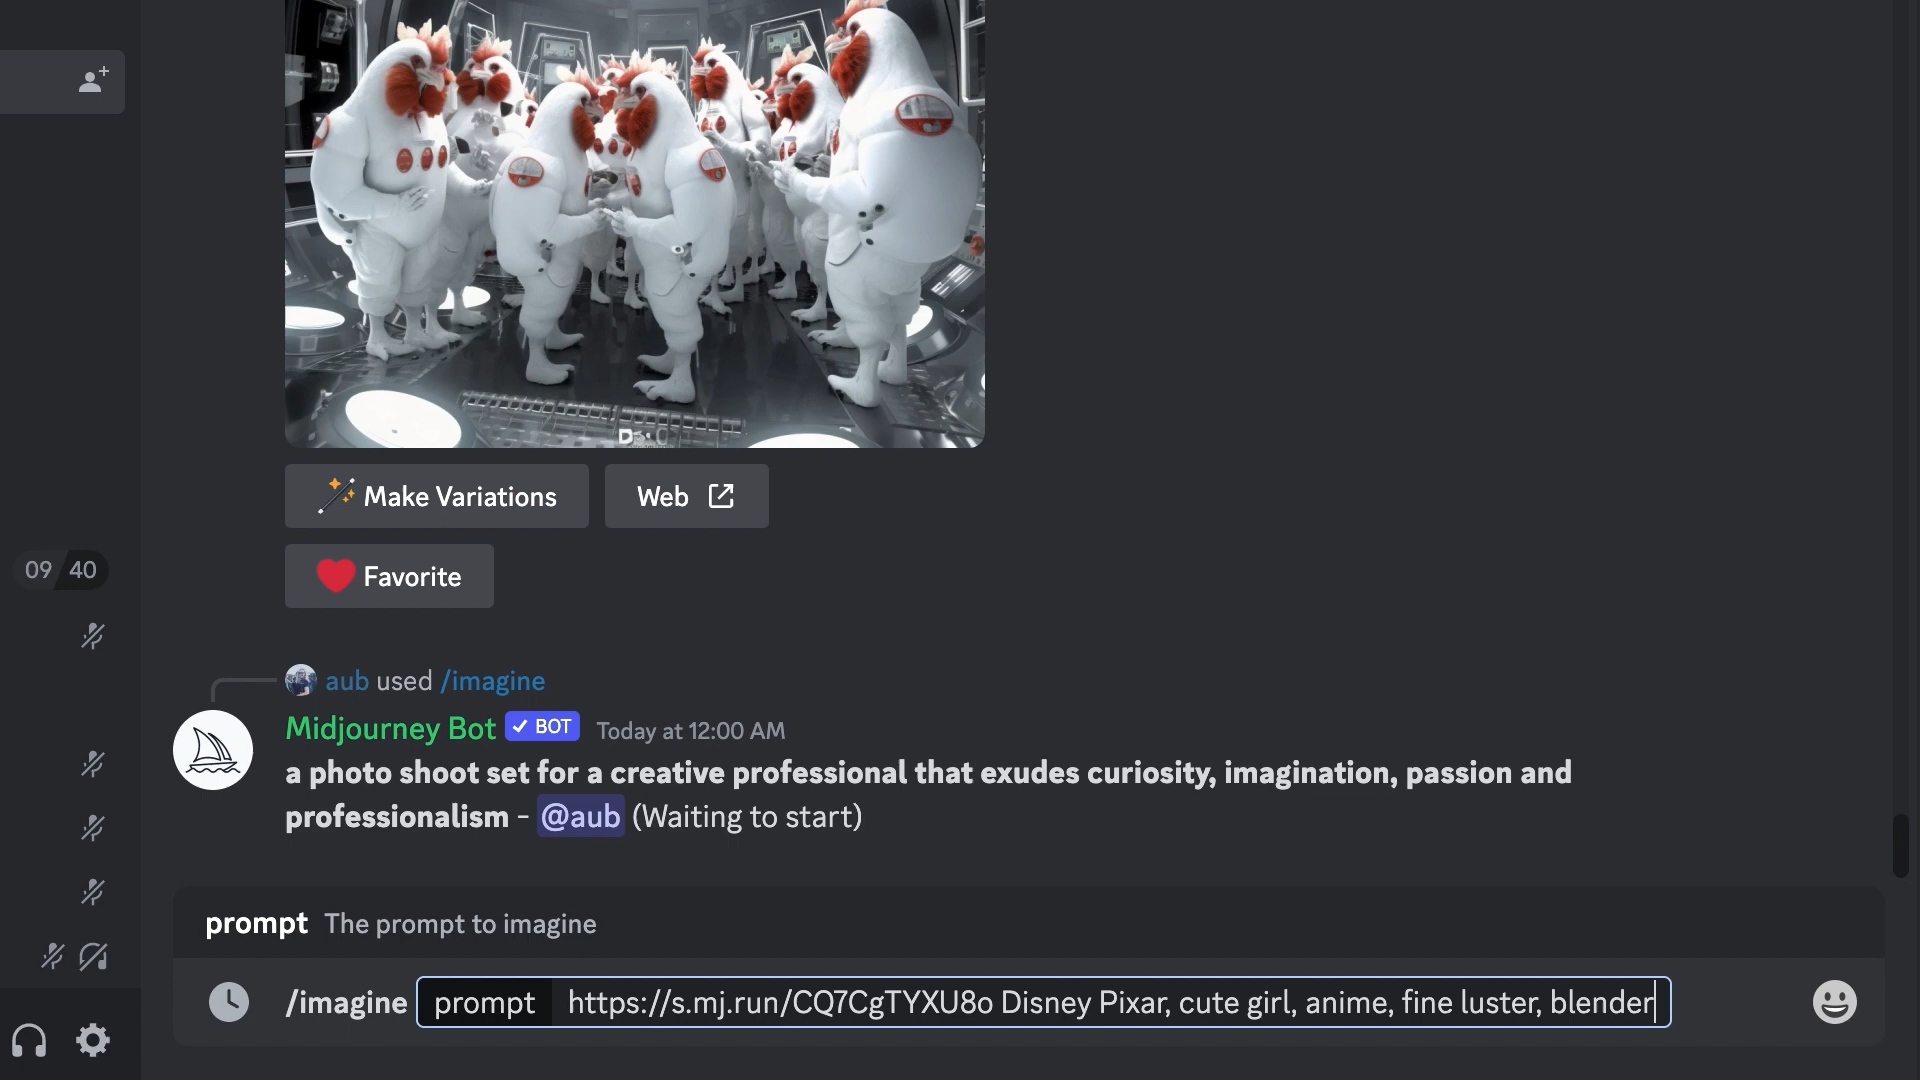 Make Variations
Web
Favorite
09 40
aub used /imagine
Midjourney Bot BOT Today at 12:00 AM
a photo shoot set for a creative professional that exudes curiosity, imagination, passion and
professionalism - @aub (Waiting to start)
prompt The prompt to imagine
/imagine prompt https://s.mj.run/CQ7CgTYXU8o Disney Pixar, cute girl, anime, fine luster, blender